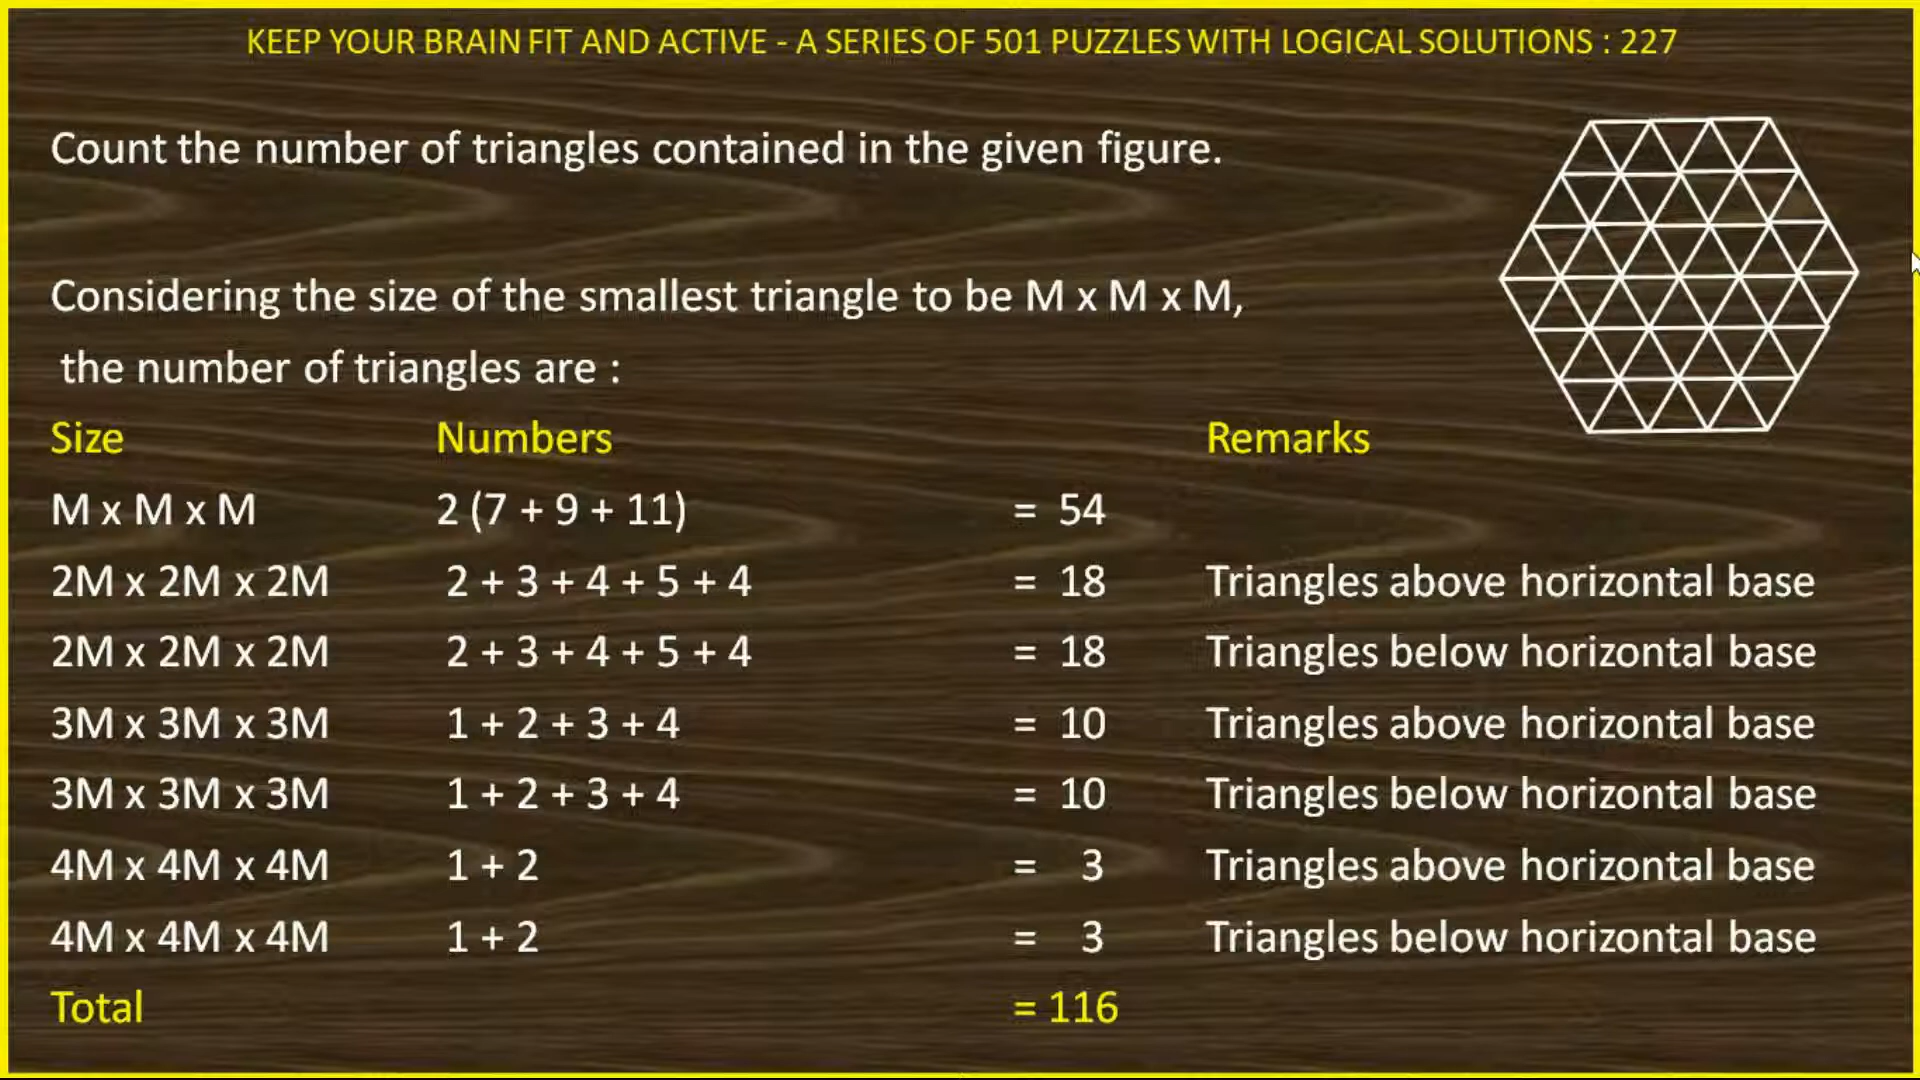 KEEP YOUR BRAIN FIT AND ACTIVE - A SERIES OF 501 PUZZLES WITH LOGICAL SOLUTIONS : 227
Count the number of triangles contained in the given figure.
Considering the size of the smallest triangle to be M x M x M,
the number of triangles are :
Size Numbers Remarks
M x M x M 2 (7 + 9 + 11) = 54
2M x 2M x 2M 2 + 3 + 4 + 5 + 4 = 18 Triangles above horizontal base
2M x 2M x 2M 2 + 3 + 4 + 5 + 4 = 18 Triangles below horizontal base
3M x 3M x 3M 1 + 2 + 3 + 4 = 10 Triangles above horizontal base
3M x 3M x 3M 1 + 2 + 3 + 4 = 10 Triangles below horizontal base
4M x 4M x 4M 1 + 2 = 3 Triangles above horizontal base
4M x 4M x 4M 1 + 2 = 3 Triangles below horizontal base
Total = 116